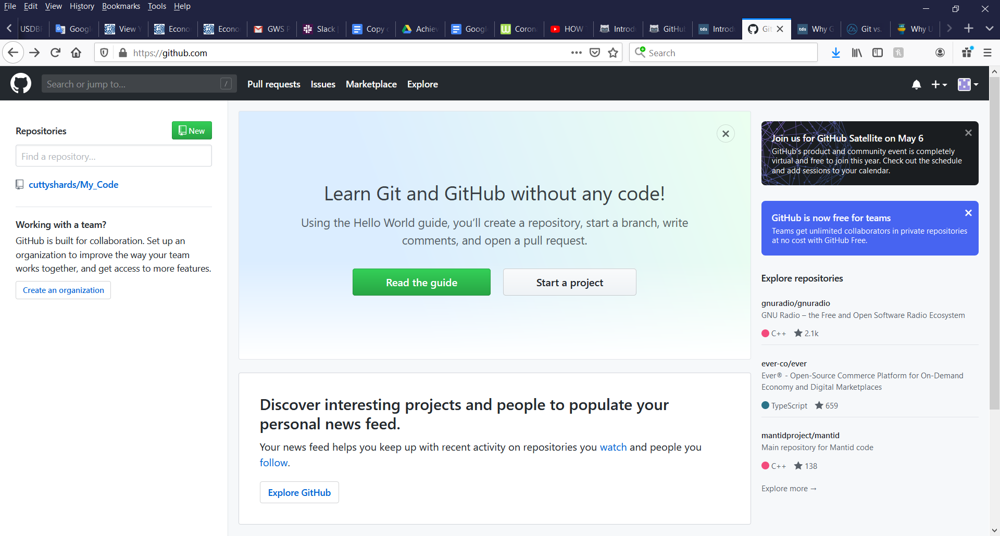 File Edit View History Bookmarks Tools Help
USDB Google View Y Econo Econo GWS P Slack Copy o Achie Google Coron HOW Introd GitHub Introd Git Why G Git vs. Why U
https://github.com Search
Search or jump to... / Pull requests Issues Marketplace Explore
Repositories New
Find a repository...
cuttyshards/My_Code
Working with a team?
GitHub is built for collaboration. Set up an
organization to improve the way your team
works together, and get access to more features.
Create an organization
Learn Git and GitHub without any code!
Using the Hello World guide, you’ll create a repository, start a branch, write
comments, and open a pull request.
Read the guide Start a project
Discover interesting projects and people to populate your
personal news feed.
Your news feed helps you keep up with recent activity on repositories you watch and people you
follow.
Explore GitHub
Join us for GitHub Satellite on May 6
GitHub’s product and community event is completely
virtual and free to join this year. Check out the schedule
and add sessions to your calendar.
GitHub is now free for teams
Teams get unlimited collaborators in private repositories
at no cost with GitHub Free.
Explore repositories
gnuradio/gnuradio
GNU Radio – the Free and Open Software Radio Ecosystem
C++ 2.1k
ever-co/ever
Ever® - Open-Source Commerce Platform for On-Demand
Economy and Digital Marketplaces
TypeScript 659
mantidproject/mantid
Main repository for Mantid code
C++ 138
Explore more →